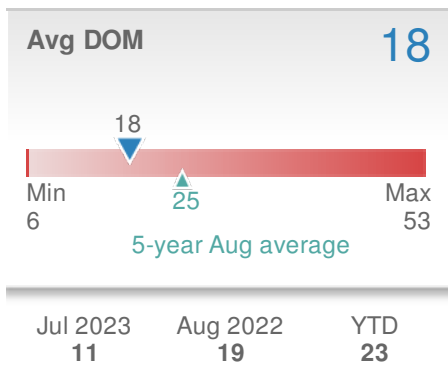 Avg DOM 18
18
Min Max
6 25 53
5-year Aug average
Jul 2023 Aug 2022 YTD
11 19 23